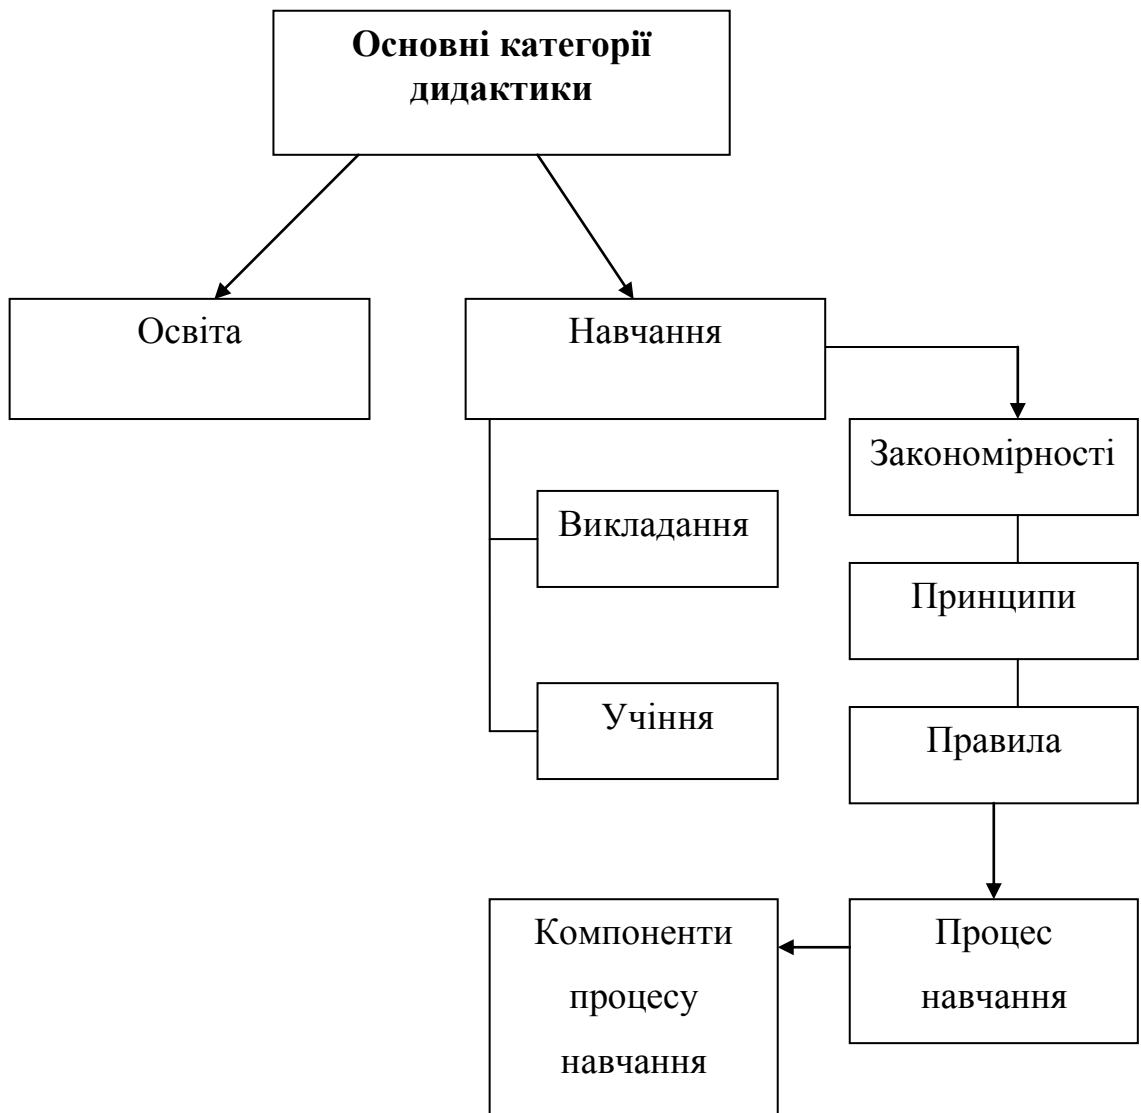 Основні категорії
дидактики
Освіта
Навчання
Закономірності
Викладання
Принципи
Учіння
Правила
Компоненти
процесу
навчання
Процес
навчання